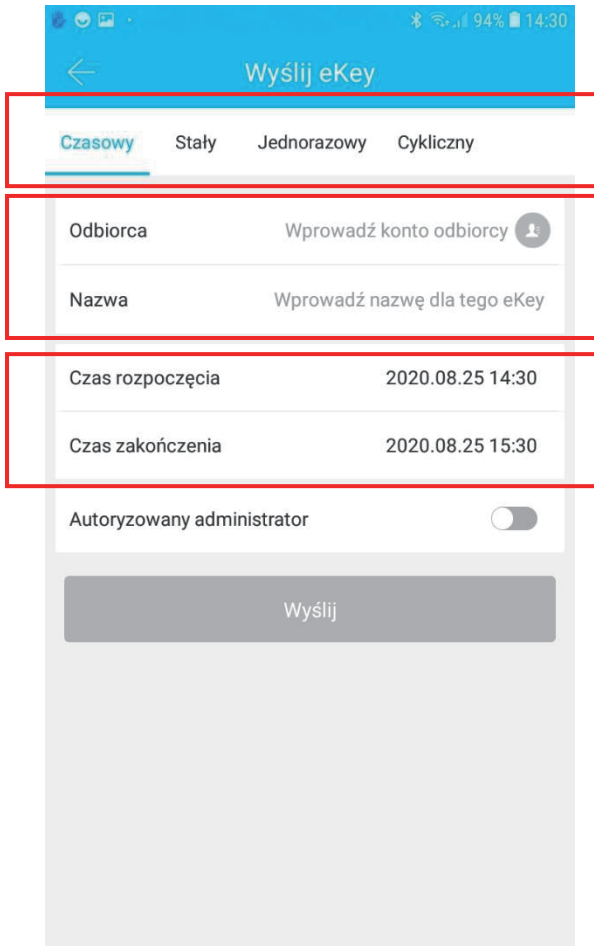 94% 14:30
Wyślij eKey
Czasowy Stały Jednorazowy Cykliczny
Odbiorca Wprowadź konto odbiorcy
Nazwa Wprowadź nazwę dla tego eKey
Czas rozpoczęcia 2020.08.25 14:30
Czas zakończenia 2020.08.25 15:30
Autoryzowany administrator
Wyślij